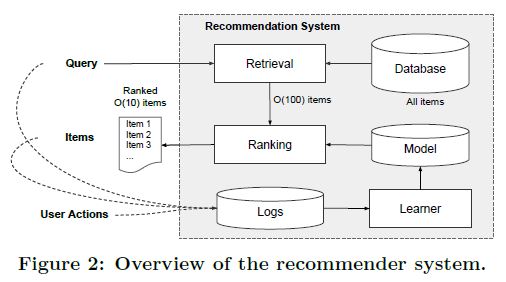 Recommendation System
Query
Retrieval
Database
All items
O(100) items
Ranked
O(10) items
Items
Item 1
Item 2
Item 3
...
Ranking
Model
User Actions
Logs
Learner
Figure 2: Overview of the recommender system.